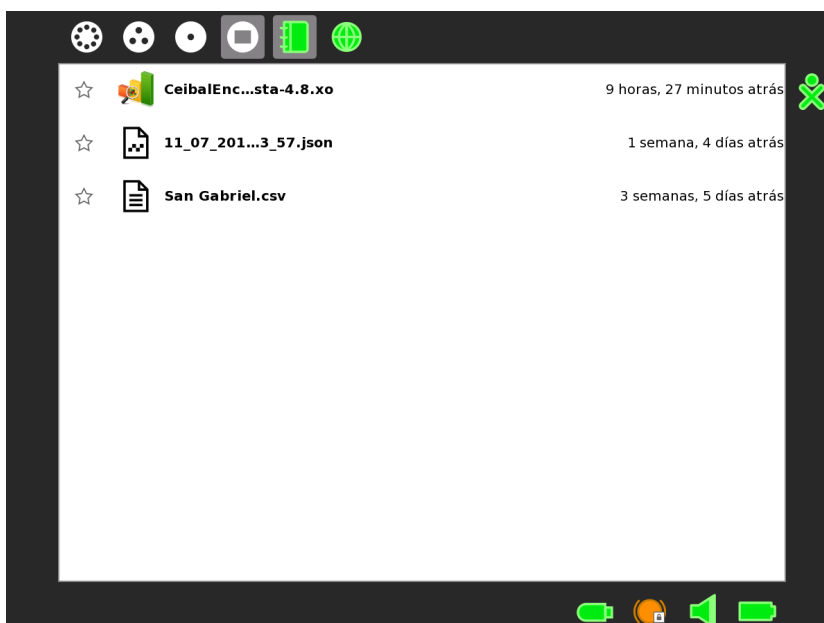 CeibalEnc...sta-4.8.xo 9 horas, 27 minutos atrás
11_07_201...3_57.json 1 semana, 4 días atrás
San Gabriel.csv 3 semanas, 5 días atrás